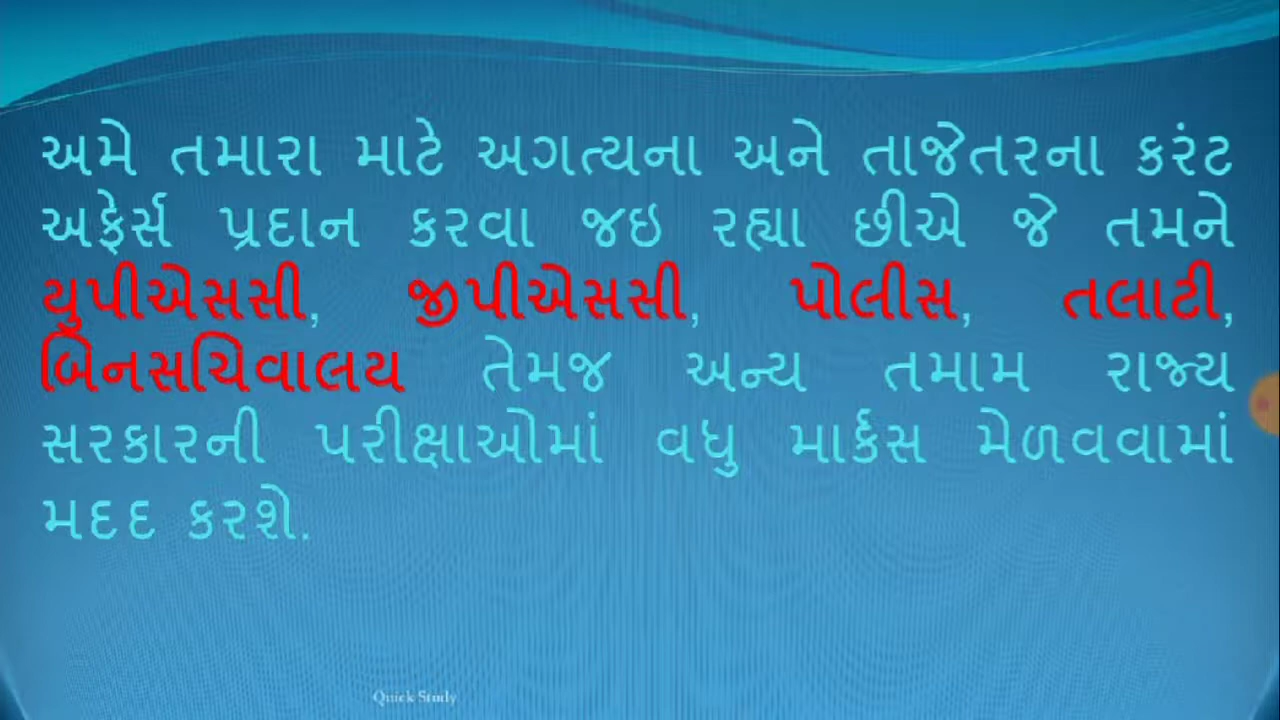 અમે તમારા માટે અગત્યના અને તાજેતરના કરંટ
અફેર્સ પ્રદાન કરવા જઇ રહ્યા છીએ જે તમને
યુપીએસસી, જીપીએસસી, પોલીસ, તલાટી,
બિનસચિવાલય તેમજ અન્ય તમામ રાજ્ય
સરકારની પરીક્ષાઓમાં વધુ માર્કસ મેળવવામાં
મદદ કરશે.
Quick Study